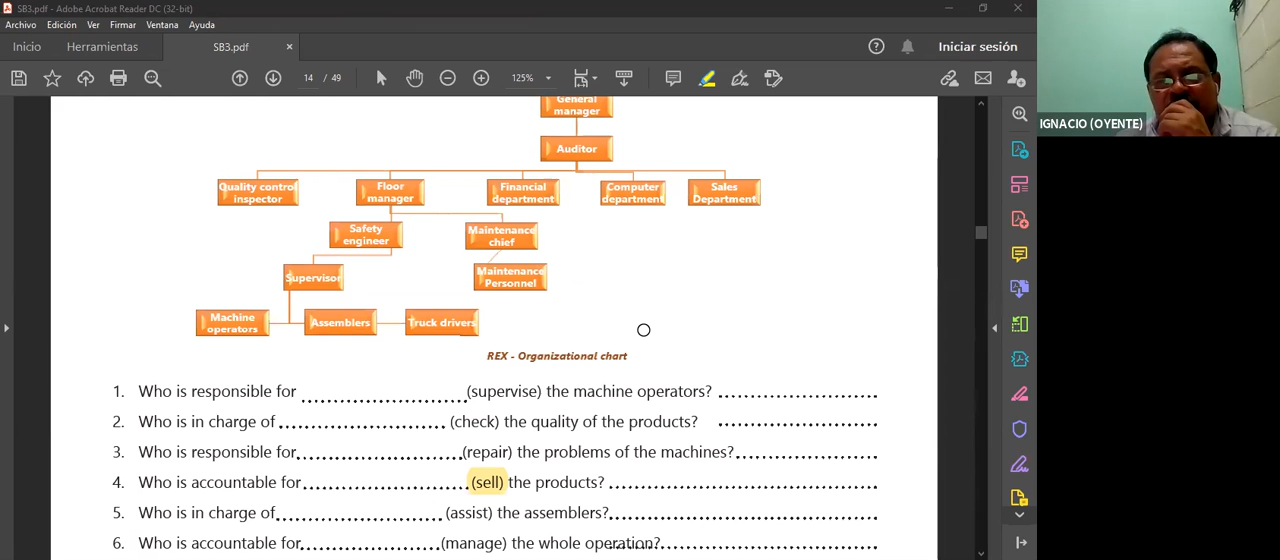 SB3.pdf - Adobe Acrobat Reader DC (32-bit)
Archivo Edición Ver Firmar Ventana Ayuda
Inicio Herramientas SB3.pdf × Iniciar sesión
14 / 49 125%
IGNACIO (OYENTE)
General
manager
Auditor
Quality control
inspector
Floor
manager
Financial
department
Computer
department
Sales
Department
Safety
engineer
Maintenance
chief
Supervisor
Maintenance
Personnel
Machine
operators
Assemblers
Truck drivers
REX - Organizational chart
1. Who is responsible for ................................(supervise) the machine operators? ................................
2. Who is in charge of ................................ (check) the quality of the products? ................................
3. Who is responsible for................................(repair) the problems of the machines?................................
4. Who is accountable for................................(sell) the products? ................................
5. Who is in charge of................................ (assist) the assemblers?................................
6. Who is accountable for................................(manage) the whole operation?................................